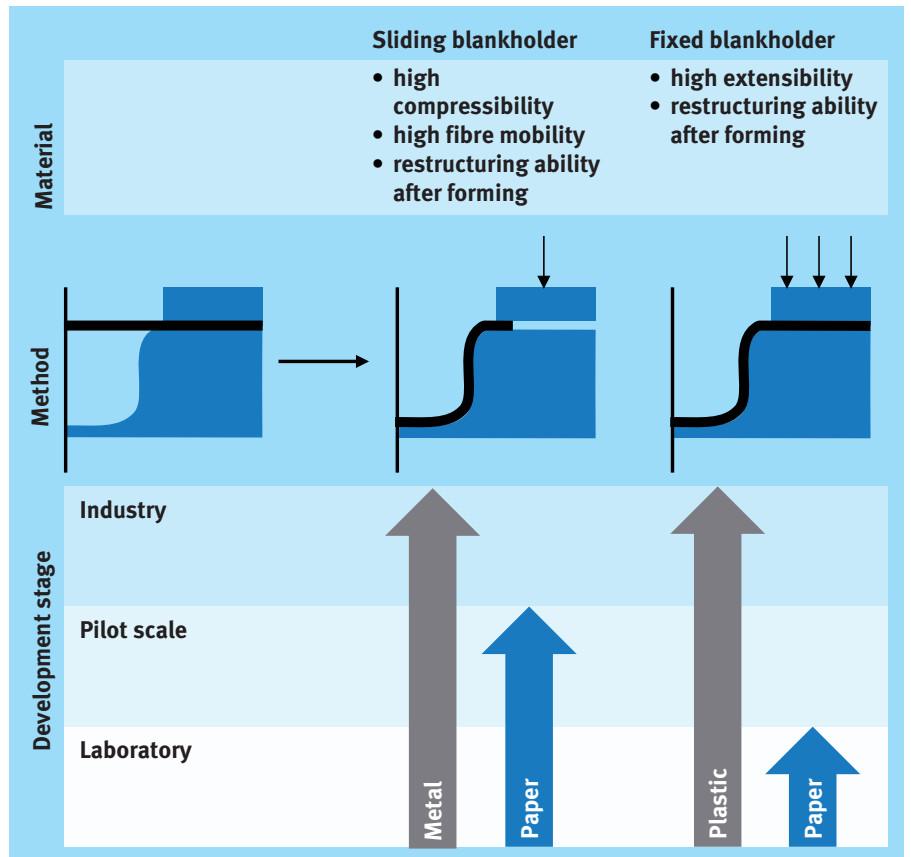 Sliding blankholder
• high
compressibility
• high fibre mobility
• restructuring ability
after forming
Fixed blankholder
• high extensibility
• restructuring ability
after forming
Material
Method
Development stage
Industry
Pilot scale
Laboratory
Metal
Paper
Plastic
Paper